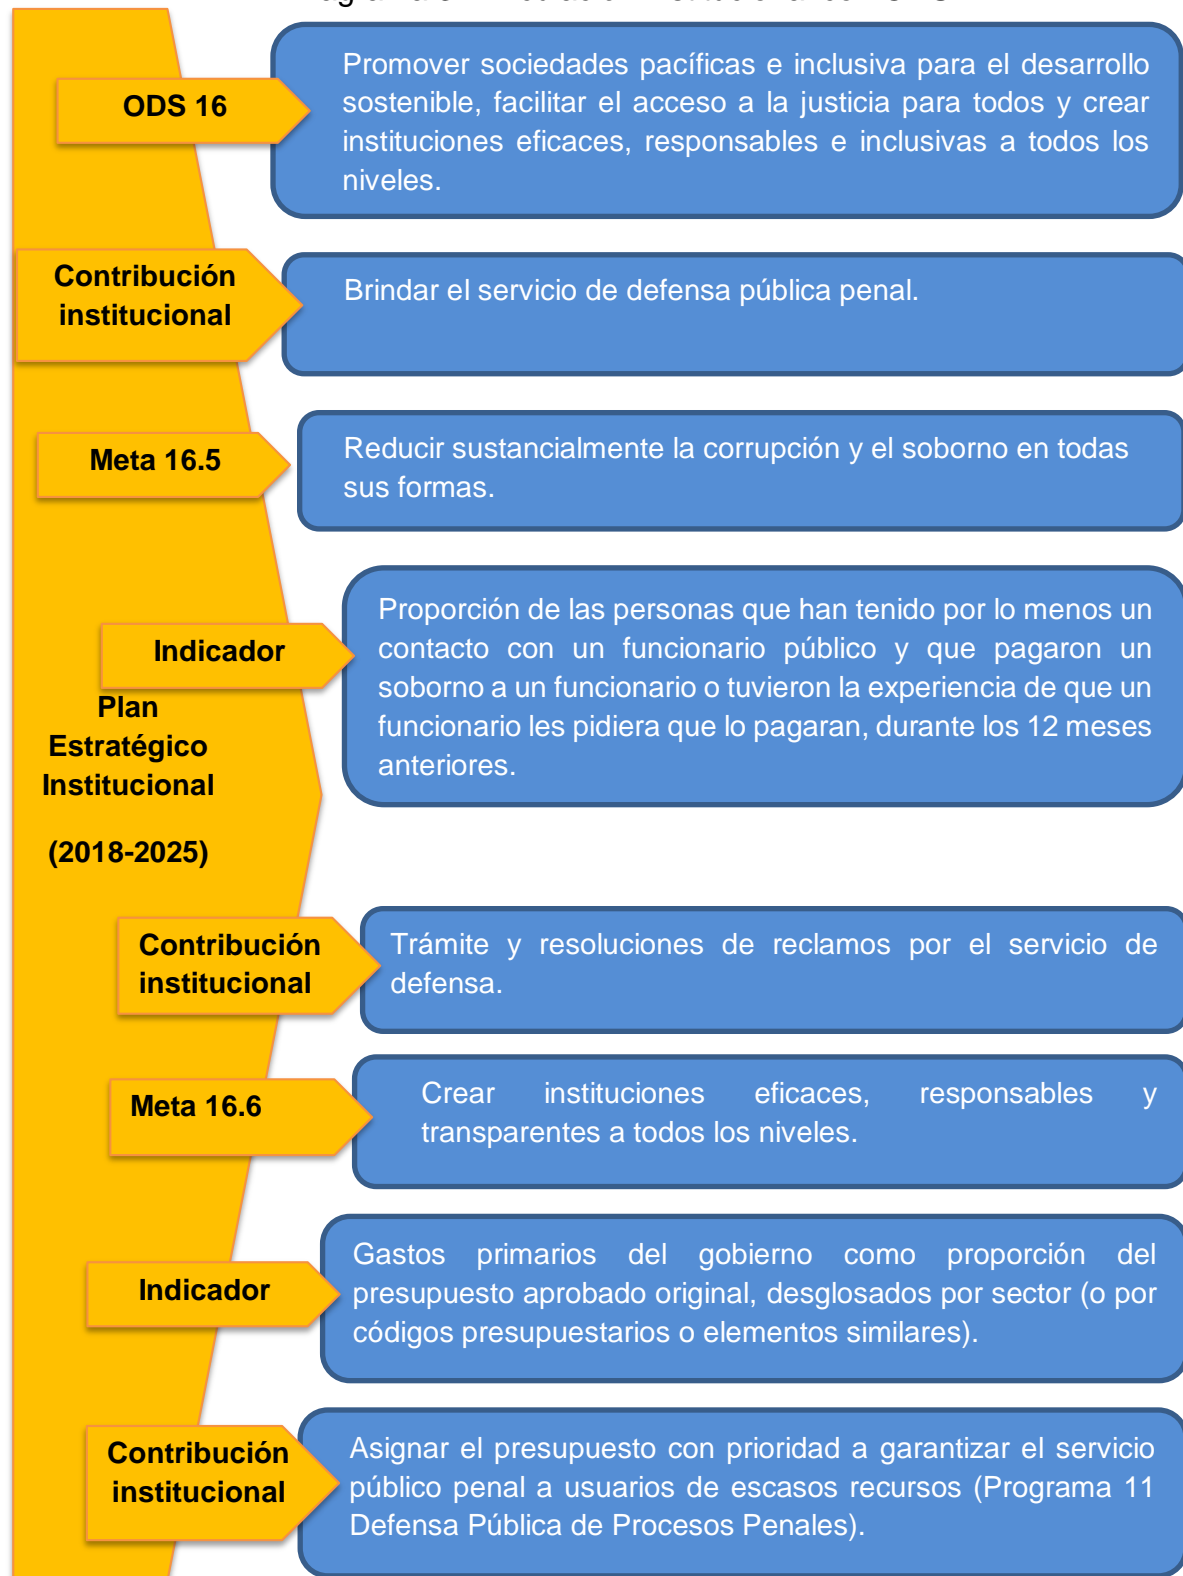 ODS 16
Promover sociedades pacíficas e inclusiva para el desarrollo
sostenible, facilitar el acceso a la justicia para todos y crear
instituciones eficaces, responsables e inclusivas a todos los
niveles.
Contribución
institucional
Brindar el servicio de defensa pública penal.
Meta 16.5
Reducir sustancialmente la corrupción y el soborno en todas
sus formas.
Indicador
Proporción de las personas que han tenido por lo menos un
contacto con un funcionario público y que pagaron un
soborno a un funcionario o tuvieron la experiencia de que un
funcionario les pidiera que lo pagaran, durante los 12 meses
anteriores.
Plan
Estratégico
Institucional
(2018-2025)
Contribución
institucional
Trámite y resoluciones de reclamos por el servicio de
defensa.
Meta 16.6
Crear instituciones eficaces, responsables y
transparentes a todos los niveles.
Indicador
Gastos primarios del gobierno como proporción del
presupuesto aprobado original, desglosados por sector (o por
códigos presupuestarios o elementos similares).
Contribución
institucional
Asignar el presupuesto con prioridad a garantizar el servicio
público penal a usuarios de escasos recursos (Programa 11
Defensa Pública de Procesos Penales).